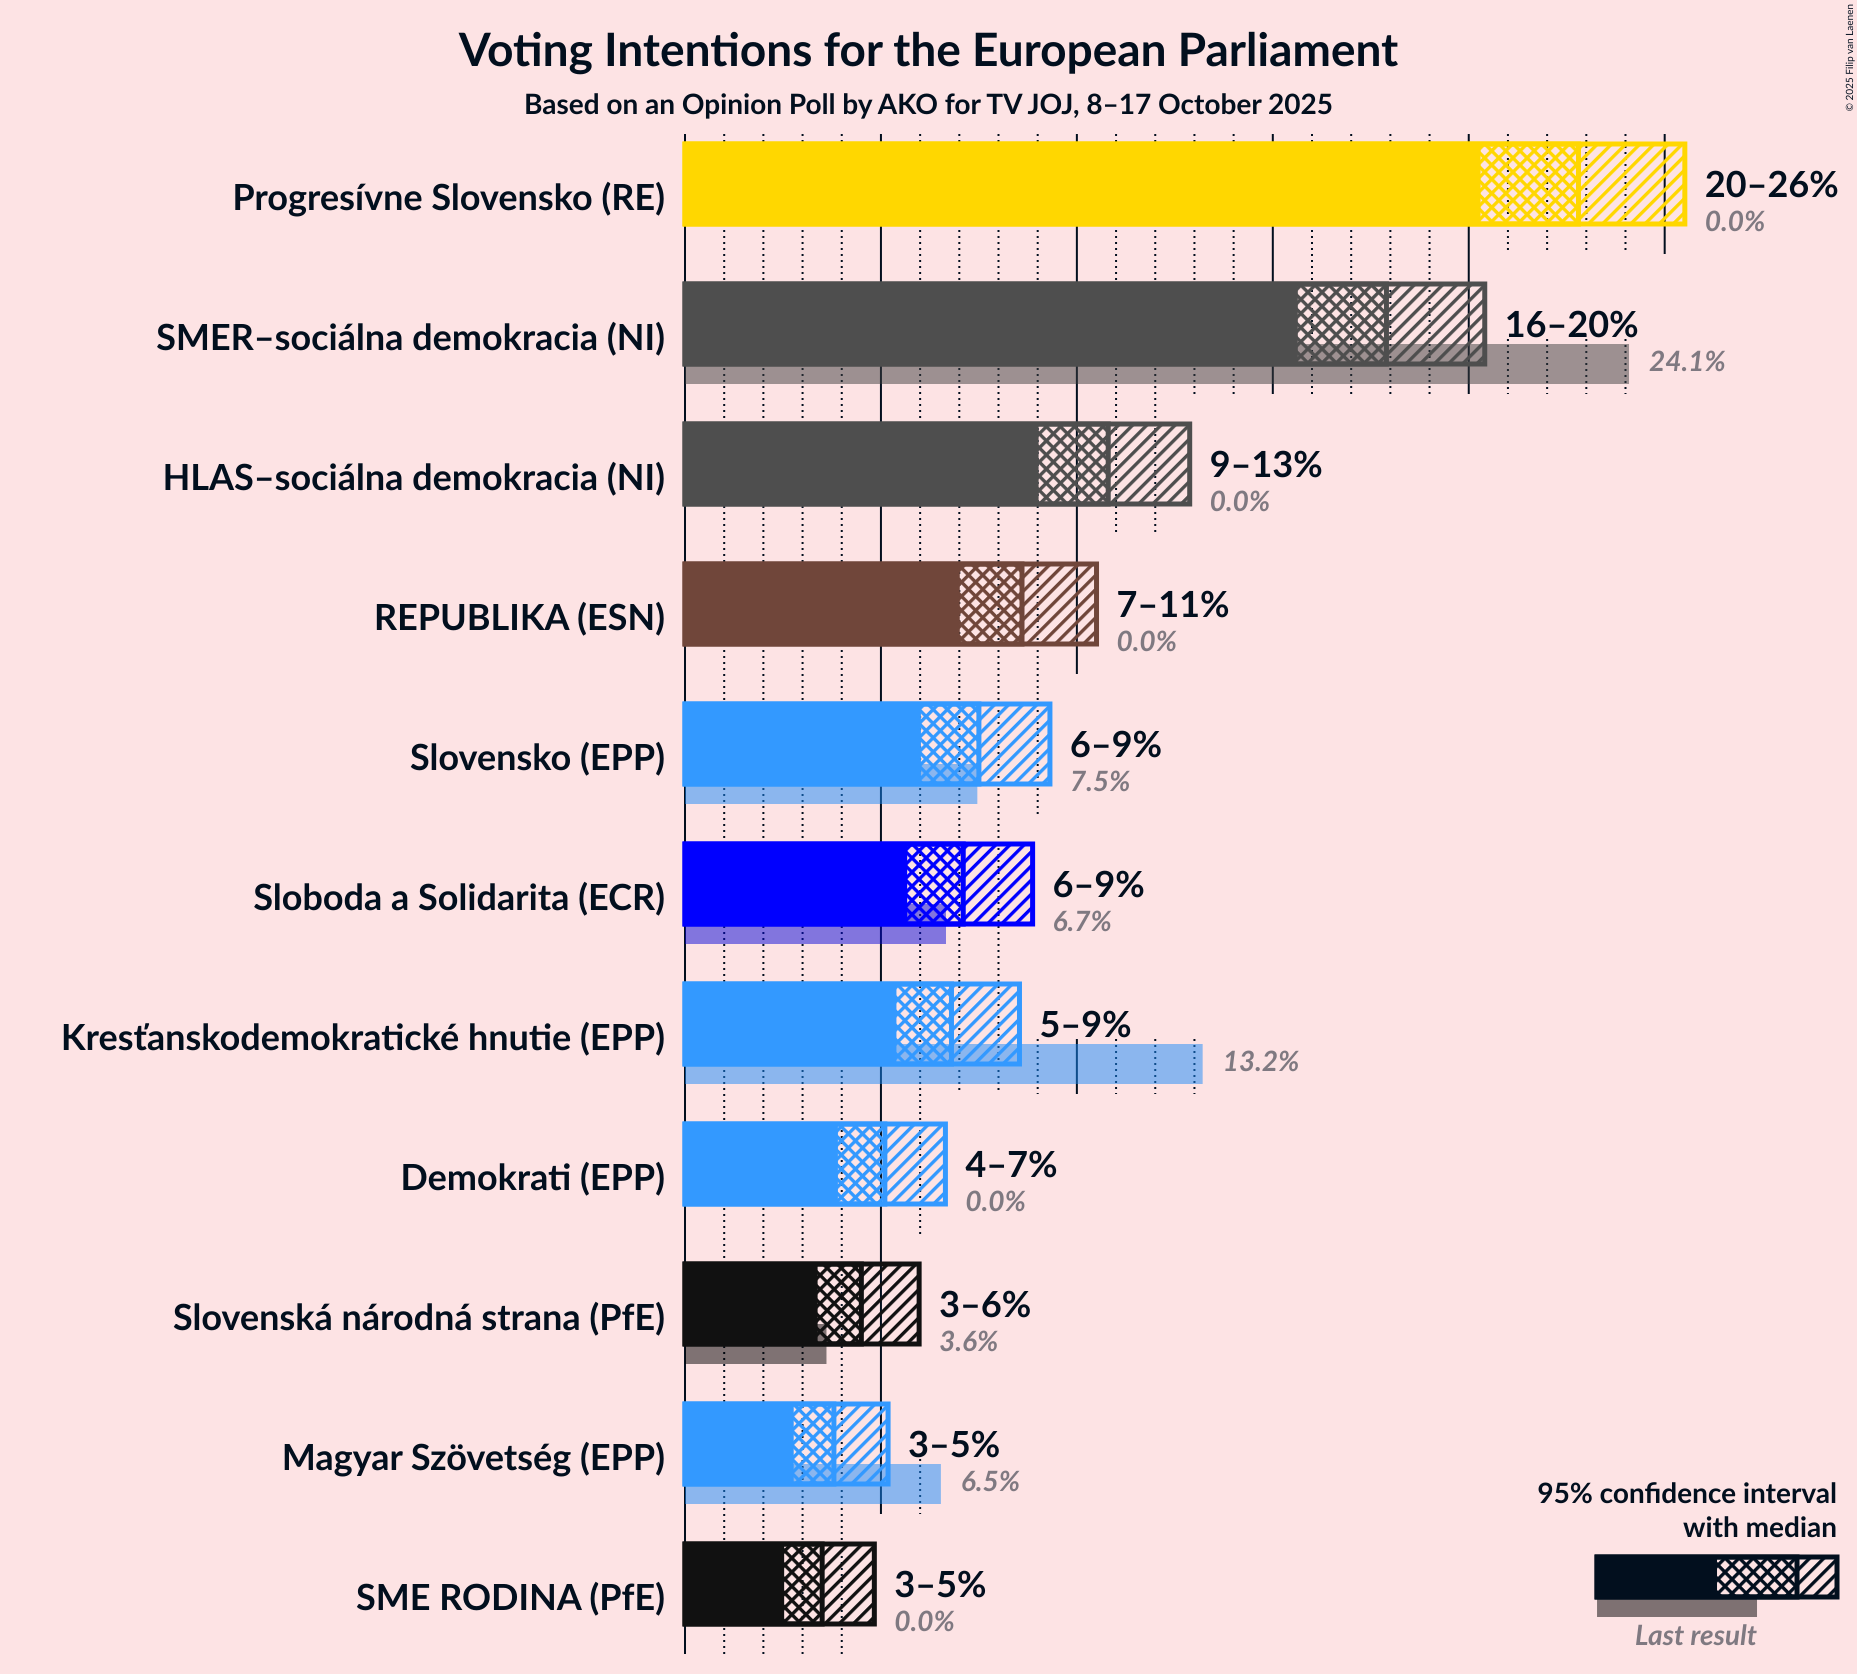 Voting Intentions for the European Parliament
Based on an Opinion Poll by AKO for TV JOJ, 8–17 October 2025
© 2025 Filip van Laenen
Progresívne Slovensko (RE)
20–26%
0.0%
SMER–sociálna demokracia (NI)
16–20%
24.1%
HLAS–sociálna demokracia (NI)
9–13%
0.0%
REPUBLIKA (ESN)
7–11%
0.0%
Slovensko (EPP)
6–9%
7.5%
Sloboda a Solidarita (ECR)
6–9%
6.7%
Kresťanskodemokratické hnutie (EPP)
5–9%
13.2%
Demokrati (EPP)
4–7%
0.0%
Slovenská národná strana (PfE)
3–6%
3.6%
Magyar Szövetség (EPP)
3–5%
6.5%
SME RODINA (PfE)
3–5%
0.0%
95% confidence interval
with median
Last result